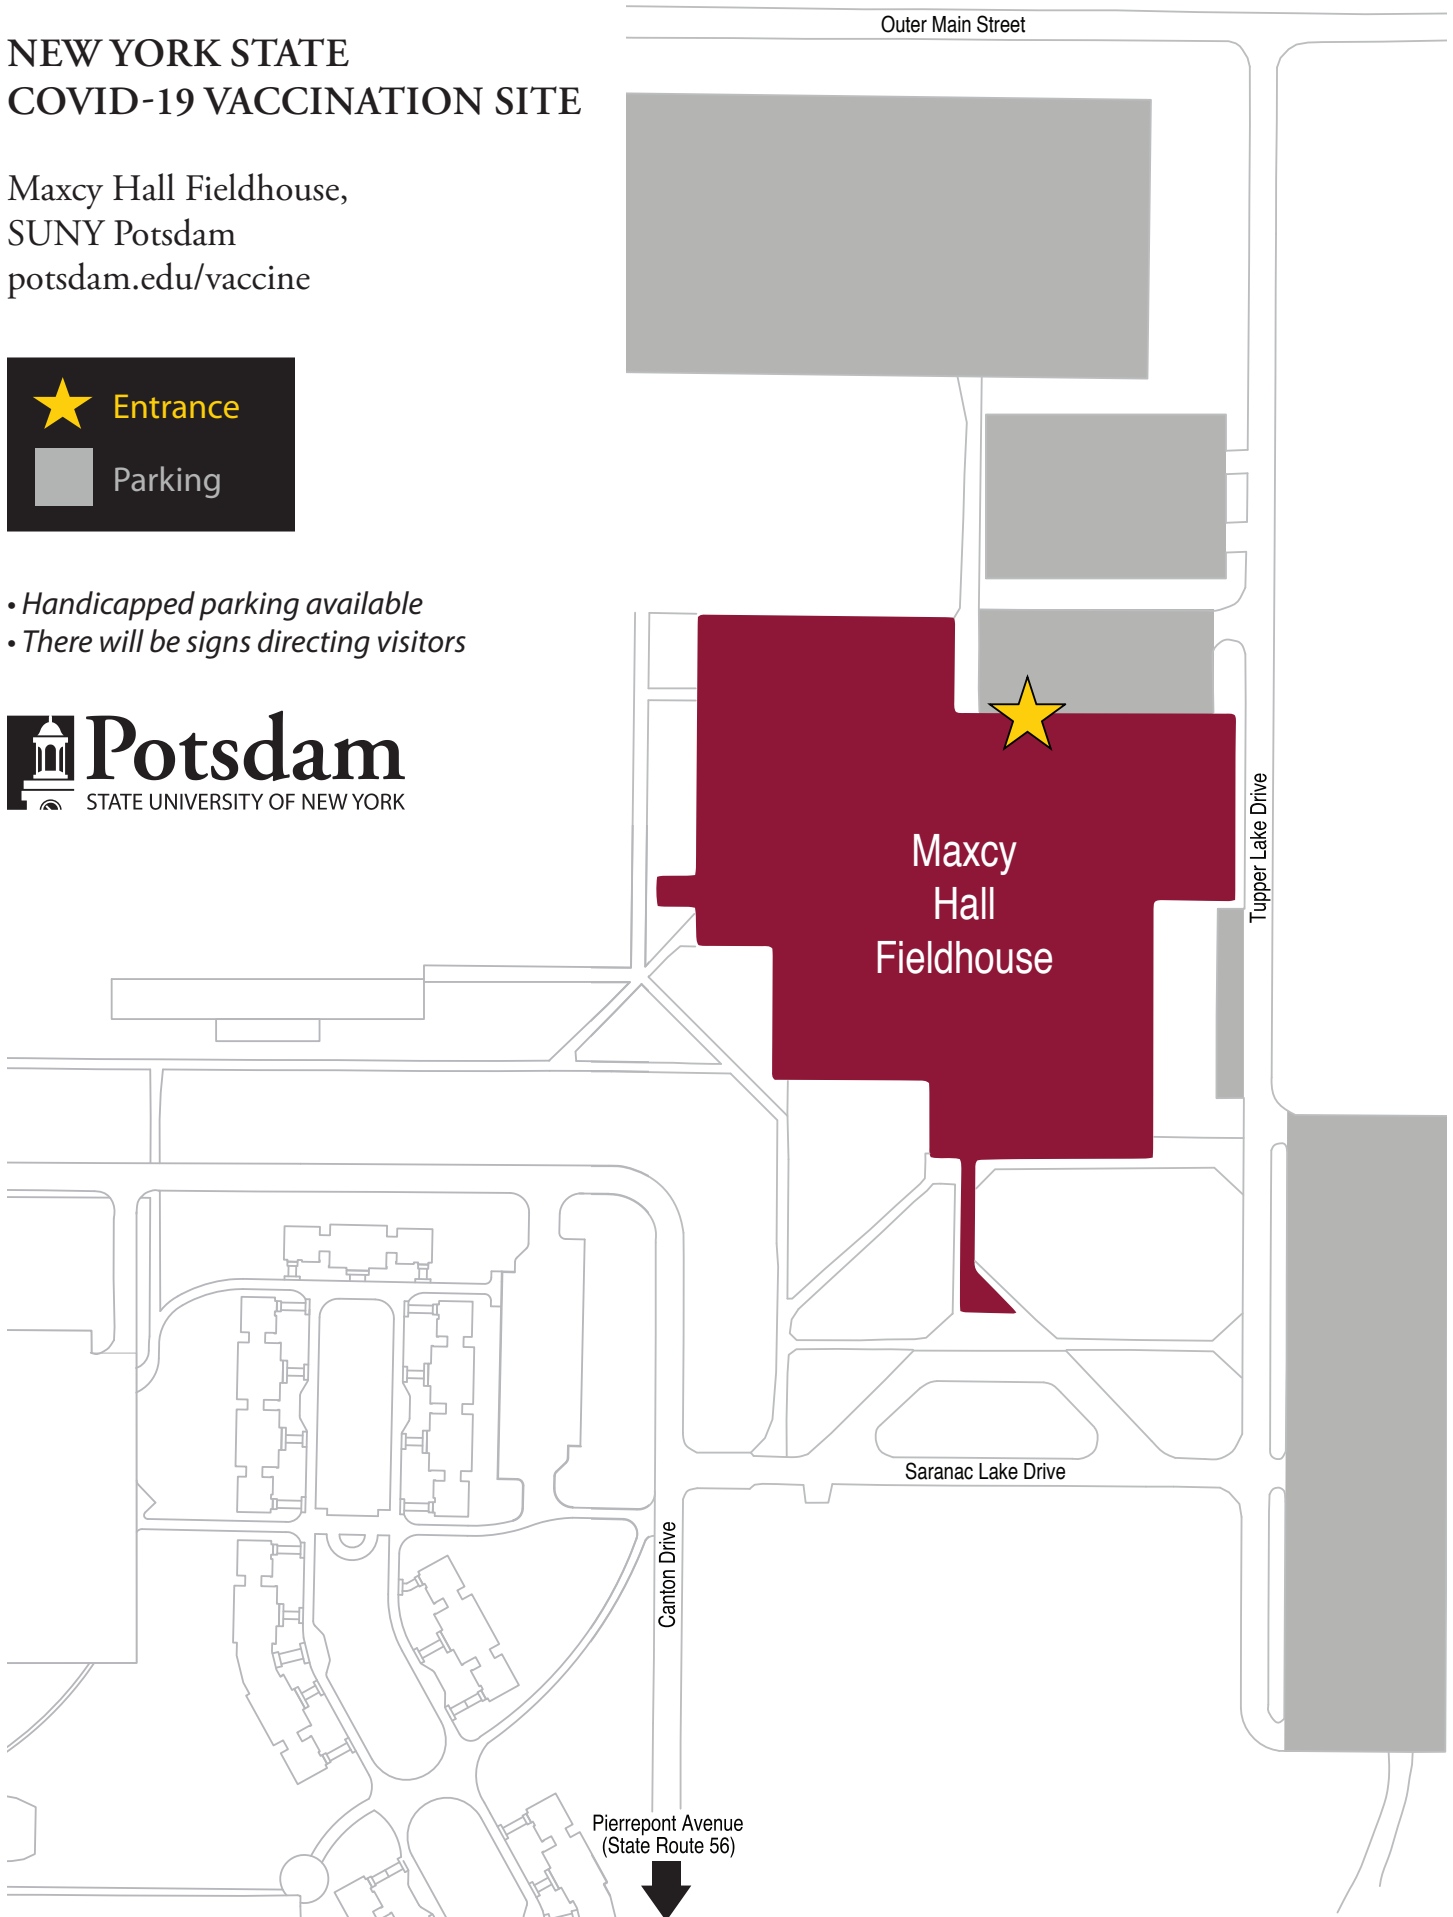 NEW YORK STATE
COVID-19 VACCINATION SITE
Maxcy Hall Fieldhouse,
SUNY Potsdam
potsdam.edu/vaccine
Entrance
Parking
• Handicapped parking available
• There will be signs directing visitors
Potsdam
STATE UNIVERSITY OF NEW YORK
Outer Main Street
Maxcy
Hall
Fieldhouse
Tupper Lake Drive
Saranac Lake Drive
Canton Drive
Pierrepont Avenue
(State Route 56)